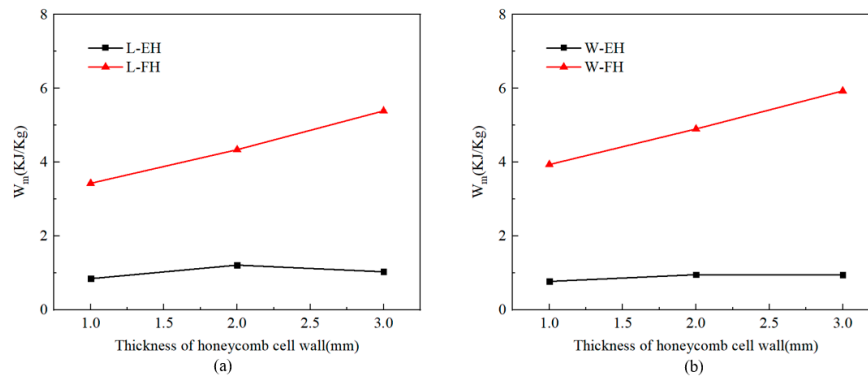 8
6
4
2
0
W_m(KJ/Kg)
L-EH
L-FH
1.0 1.5 2.0 2.5 3.0
Thickness of honeycomb cell wall(mm)
(a)
8
6
4
2
0
W_m(KJ/Kg)
W-EH
W-FH
1.0 1.5 2.0 2.5 3.0
Thickness of honeycomb cell wall(mm)
(b)